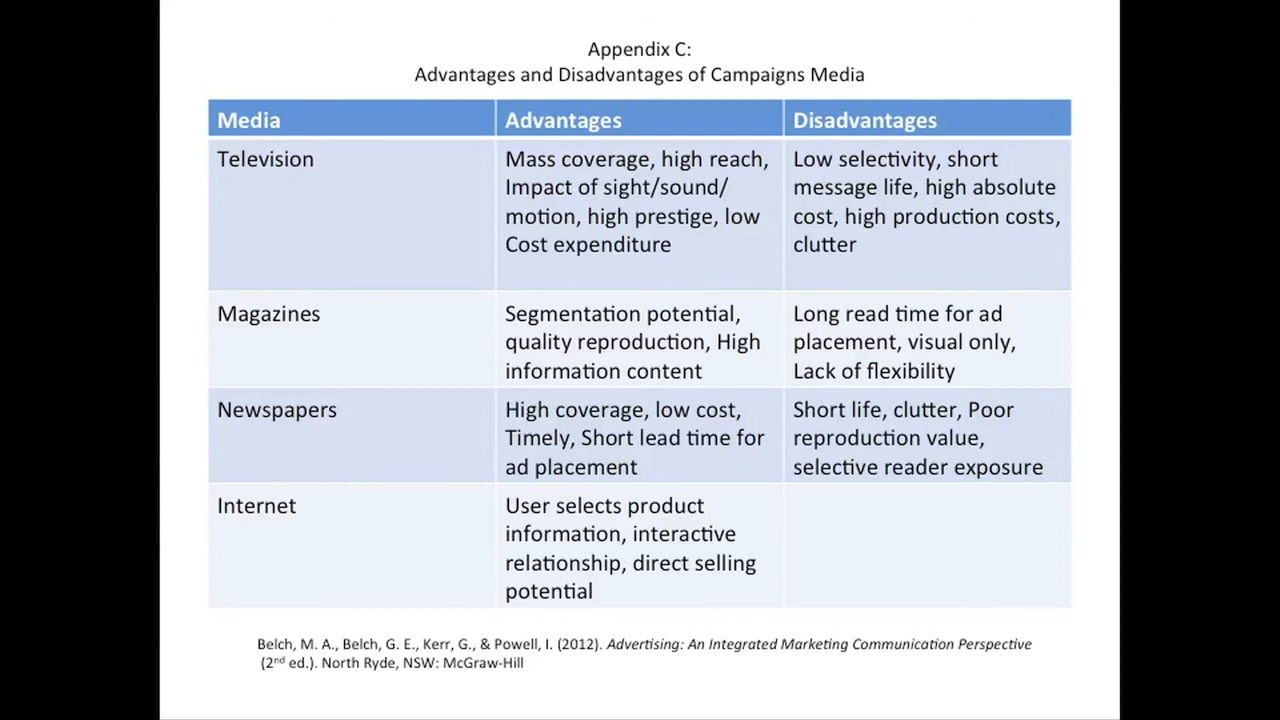 Appendix C:
Advantages and Disadvantages of Campaigns Media
Media
Advantages
Disadvantages
Television
Mass coverage, high reach,
Impact of sight/sound/
motion, high prestige, low
Cost expenditure
Low selectivity, short
message life, high absolute
cost, high production costs,
clutter
Magazines
Segmentation potential,
quality reproduction, High
information content
Long read time for ad
placement, visual only,
Lack of flexibility
Newspapers
High coverage, low cost,
Timely, Short lead time for
ad placement
Short life, clutter, Poor
reproduction value,
selective reader exposure
Internet
User selects product
information, interactive
relationship, direct selling
potential
Belch, M. A., Belch, G. E., Kerr, G., & Powell, I. (2012). Advertising: An Integrated Marketing Communication Perspective
(2nd ed.). North Ryde, NSW: McGraw-Hill